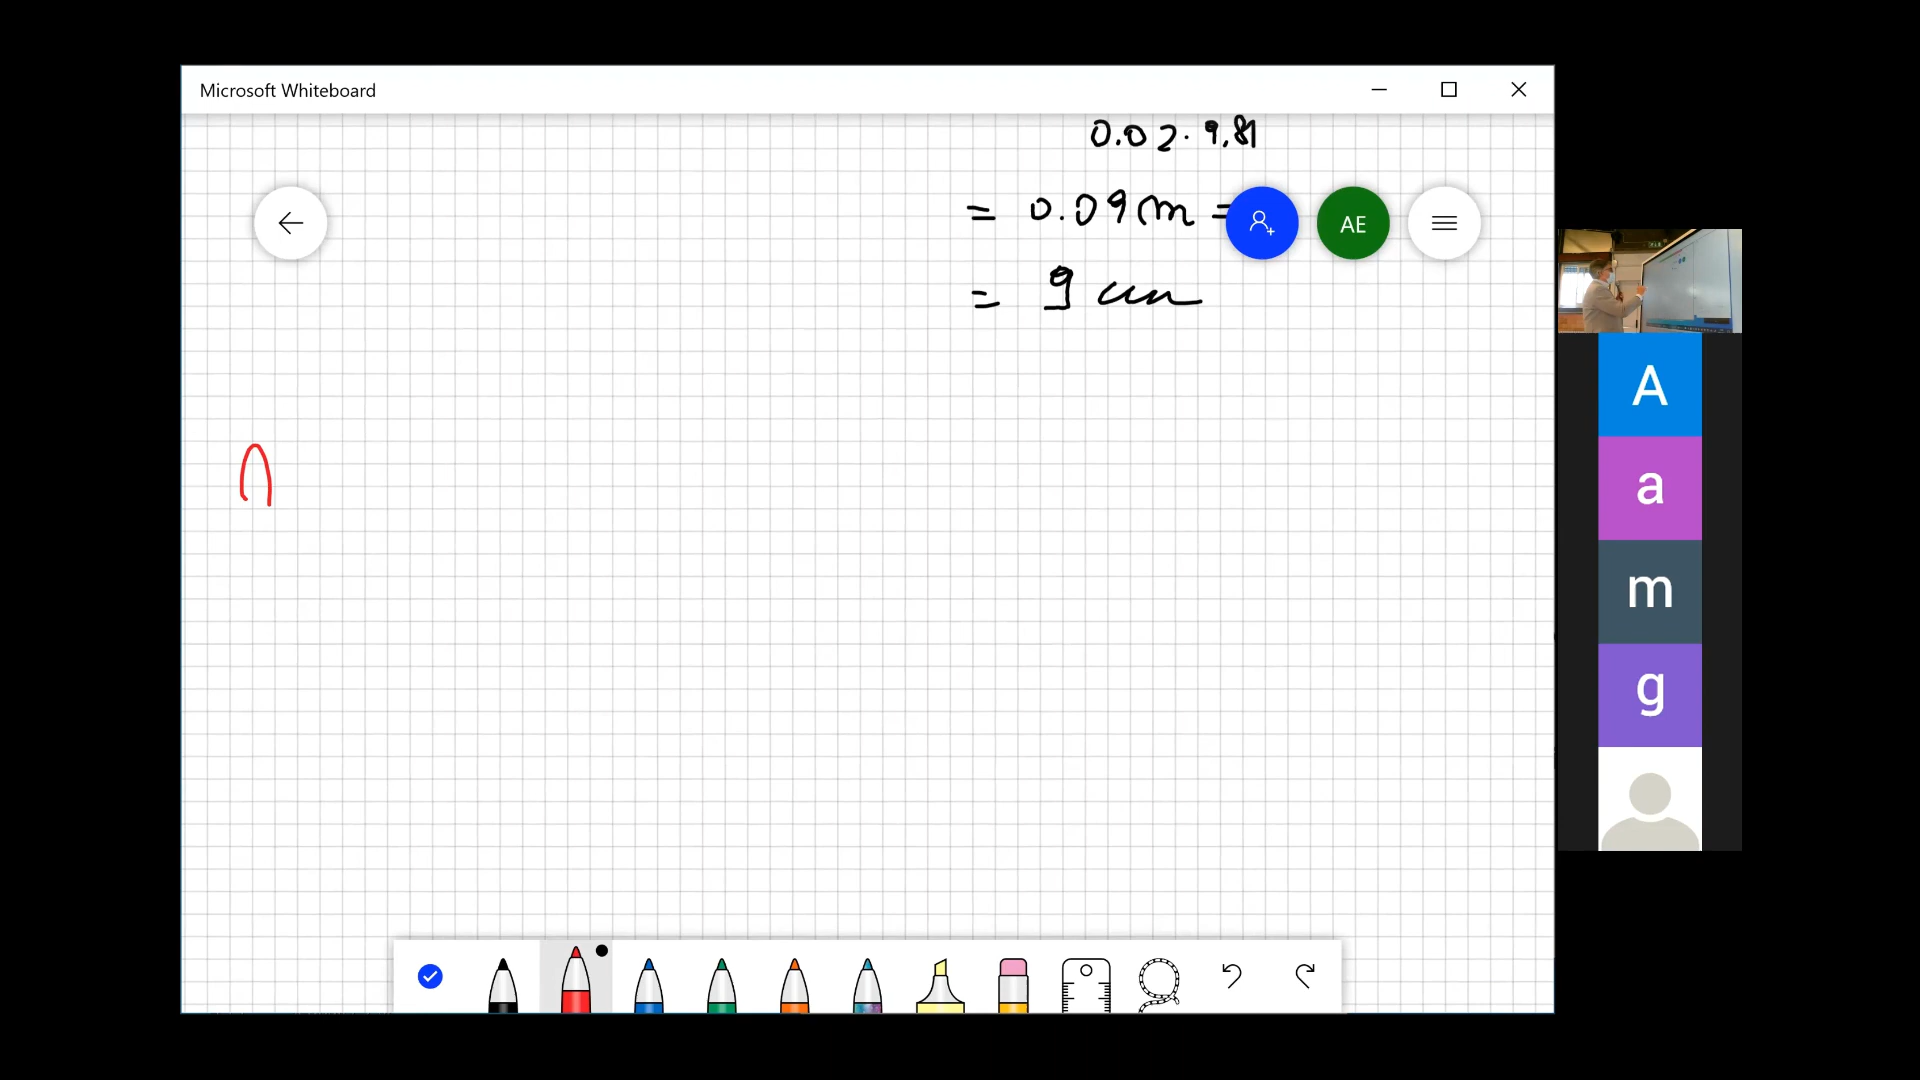 Microsoft Whiteboard
0.02 · 9,81
= 0.09 m =
= 9 cm
AE
A
a
m
g